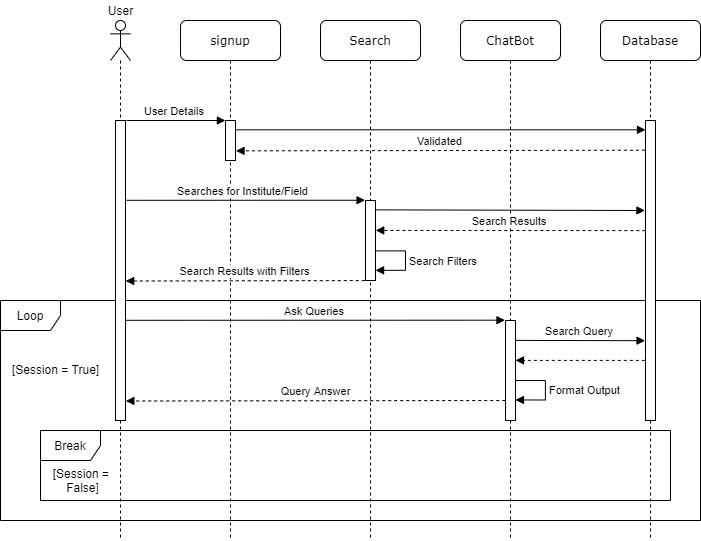 User
signup
Search
ChatBot
Database
User Details
Validated
Searches for Institute/Field
Search Results
Search Filters
Search Results with Filters
Loop
Ask Queries
Search Query
[Session = True]
Query Answer
Format Output
Break
[Session =
False]